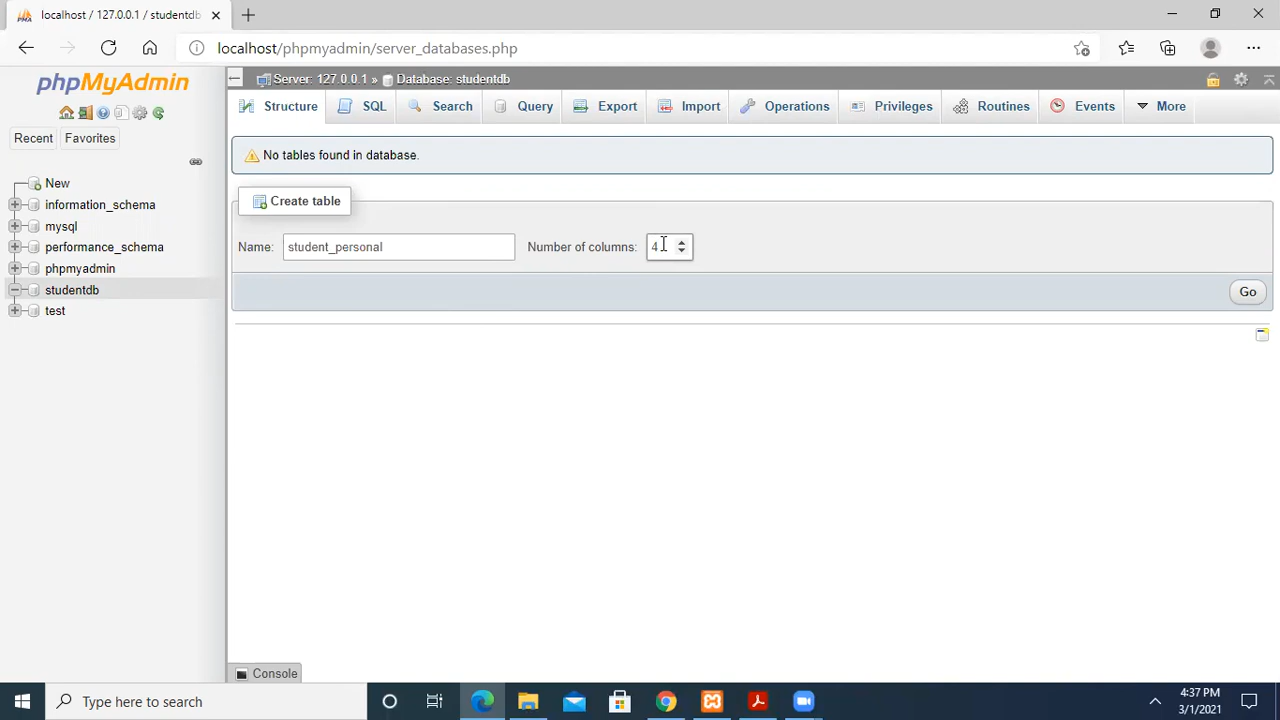 localhost / 127.0.0.1 / studentdb
localhost/phpmyadmin/server_databases.php
phpMyAdmin
Recent
Favorites
New
information_schema
mysql
performance_schema
phpmyadmin
studentdb
test
Server: 127.0.0.1 » Database: studentdb
Structure
SQL
Search
Query
Export
Import
Operations
Privileges
Routines
Events
More
No tables found in database.
Create table
Name: student_personal
Number of columns: 4
Go
Console
Type here to search
4:37 PM
3/1/2021